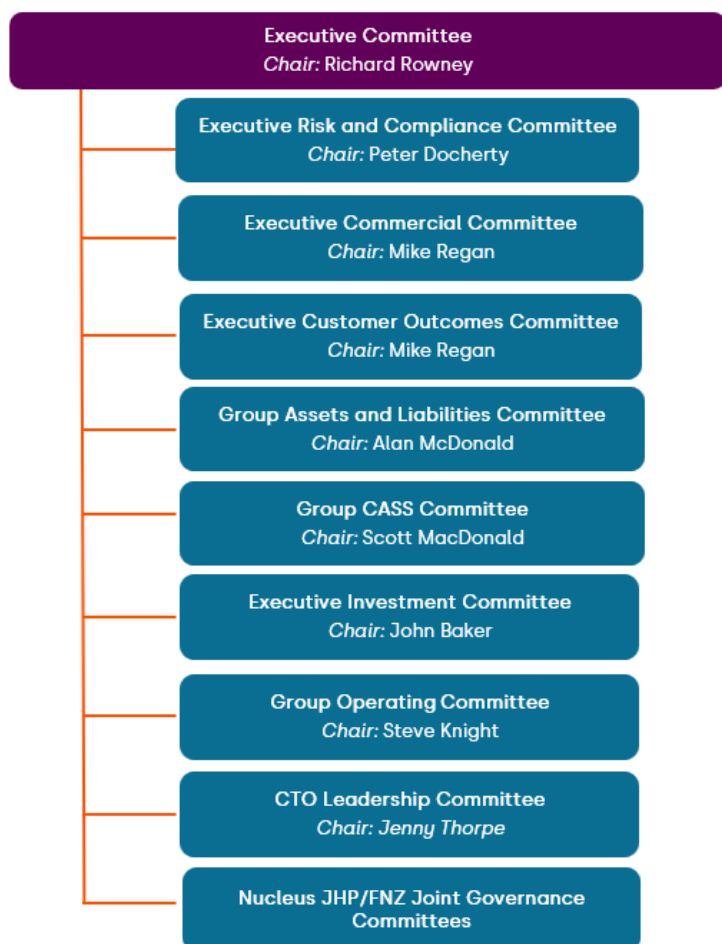 Executive Committee
Chair: Richard Rowney
Executive Risk and Compliance Committee
Chair: Peter Docherty
Executive Commercial Committee
Chair: Mike Regan
Executive Customer Outcomes Committee
Chair: Mike Regan
Group Assets and Liabilities Committee
Chair: Alan McDonald
Group CASS Committee
Chair: Scott MacDonald
Executive Investment Committee
Chair: John Baker
Group Operating Committee
Chair: Steve Knight
CTO Leadership Committee
Chair: Jenny Thorpe
Nucleus JHP/FNZ Joint Governance
Committees